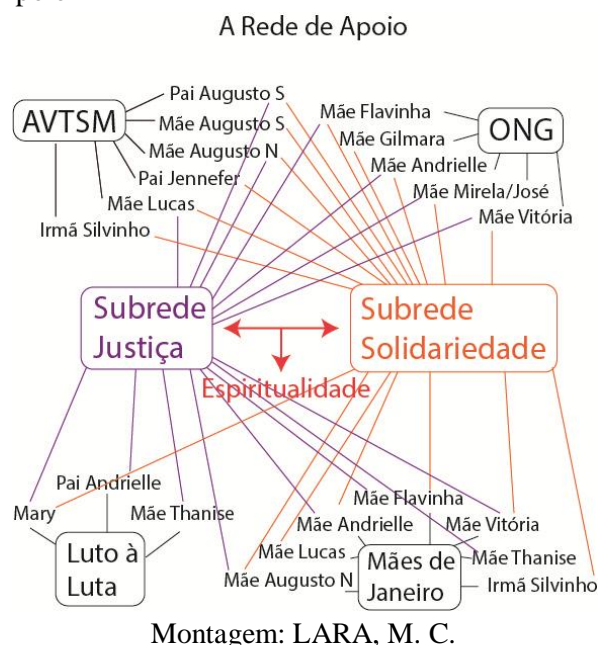 A Rede de Apoio
Pai Augusto S
AVTSM
Mãe Augusto S
Mãe Augusto N
Pai Jennefer
Mãe Lucas
Irmã Silvinho
Mãe Flavinha
ONG
Mãe Gilmara
Mãe Andrielle
Mãe Mirela/José
Mãe Vitória
Subrede
Justiça
Subrede
Solidariedade
Espiritualidade
Pai Andrielle
Mary
Mãe Thanise
Luto à
Luta
Mãe Flavinha
Mãe Andrielle
Mãe Vitória
Mãe Lucas
Mães de
Janeiro
Mãe Thanise
Mãe Augusto N
Irmã Silvinho
Montagem: LARA, M. C.